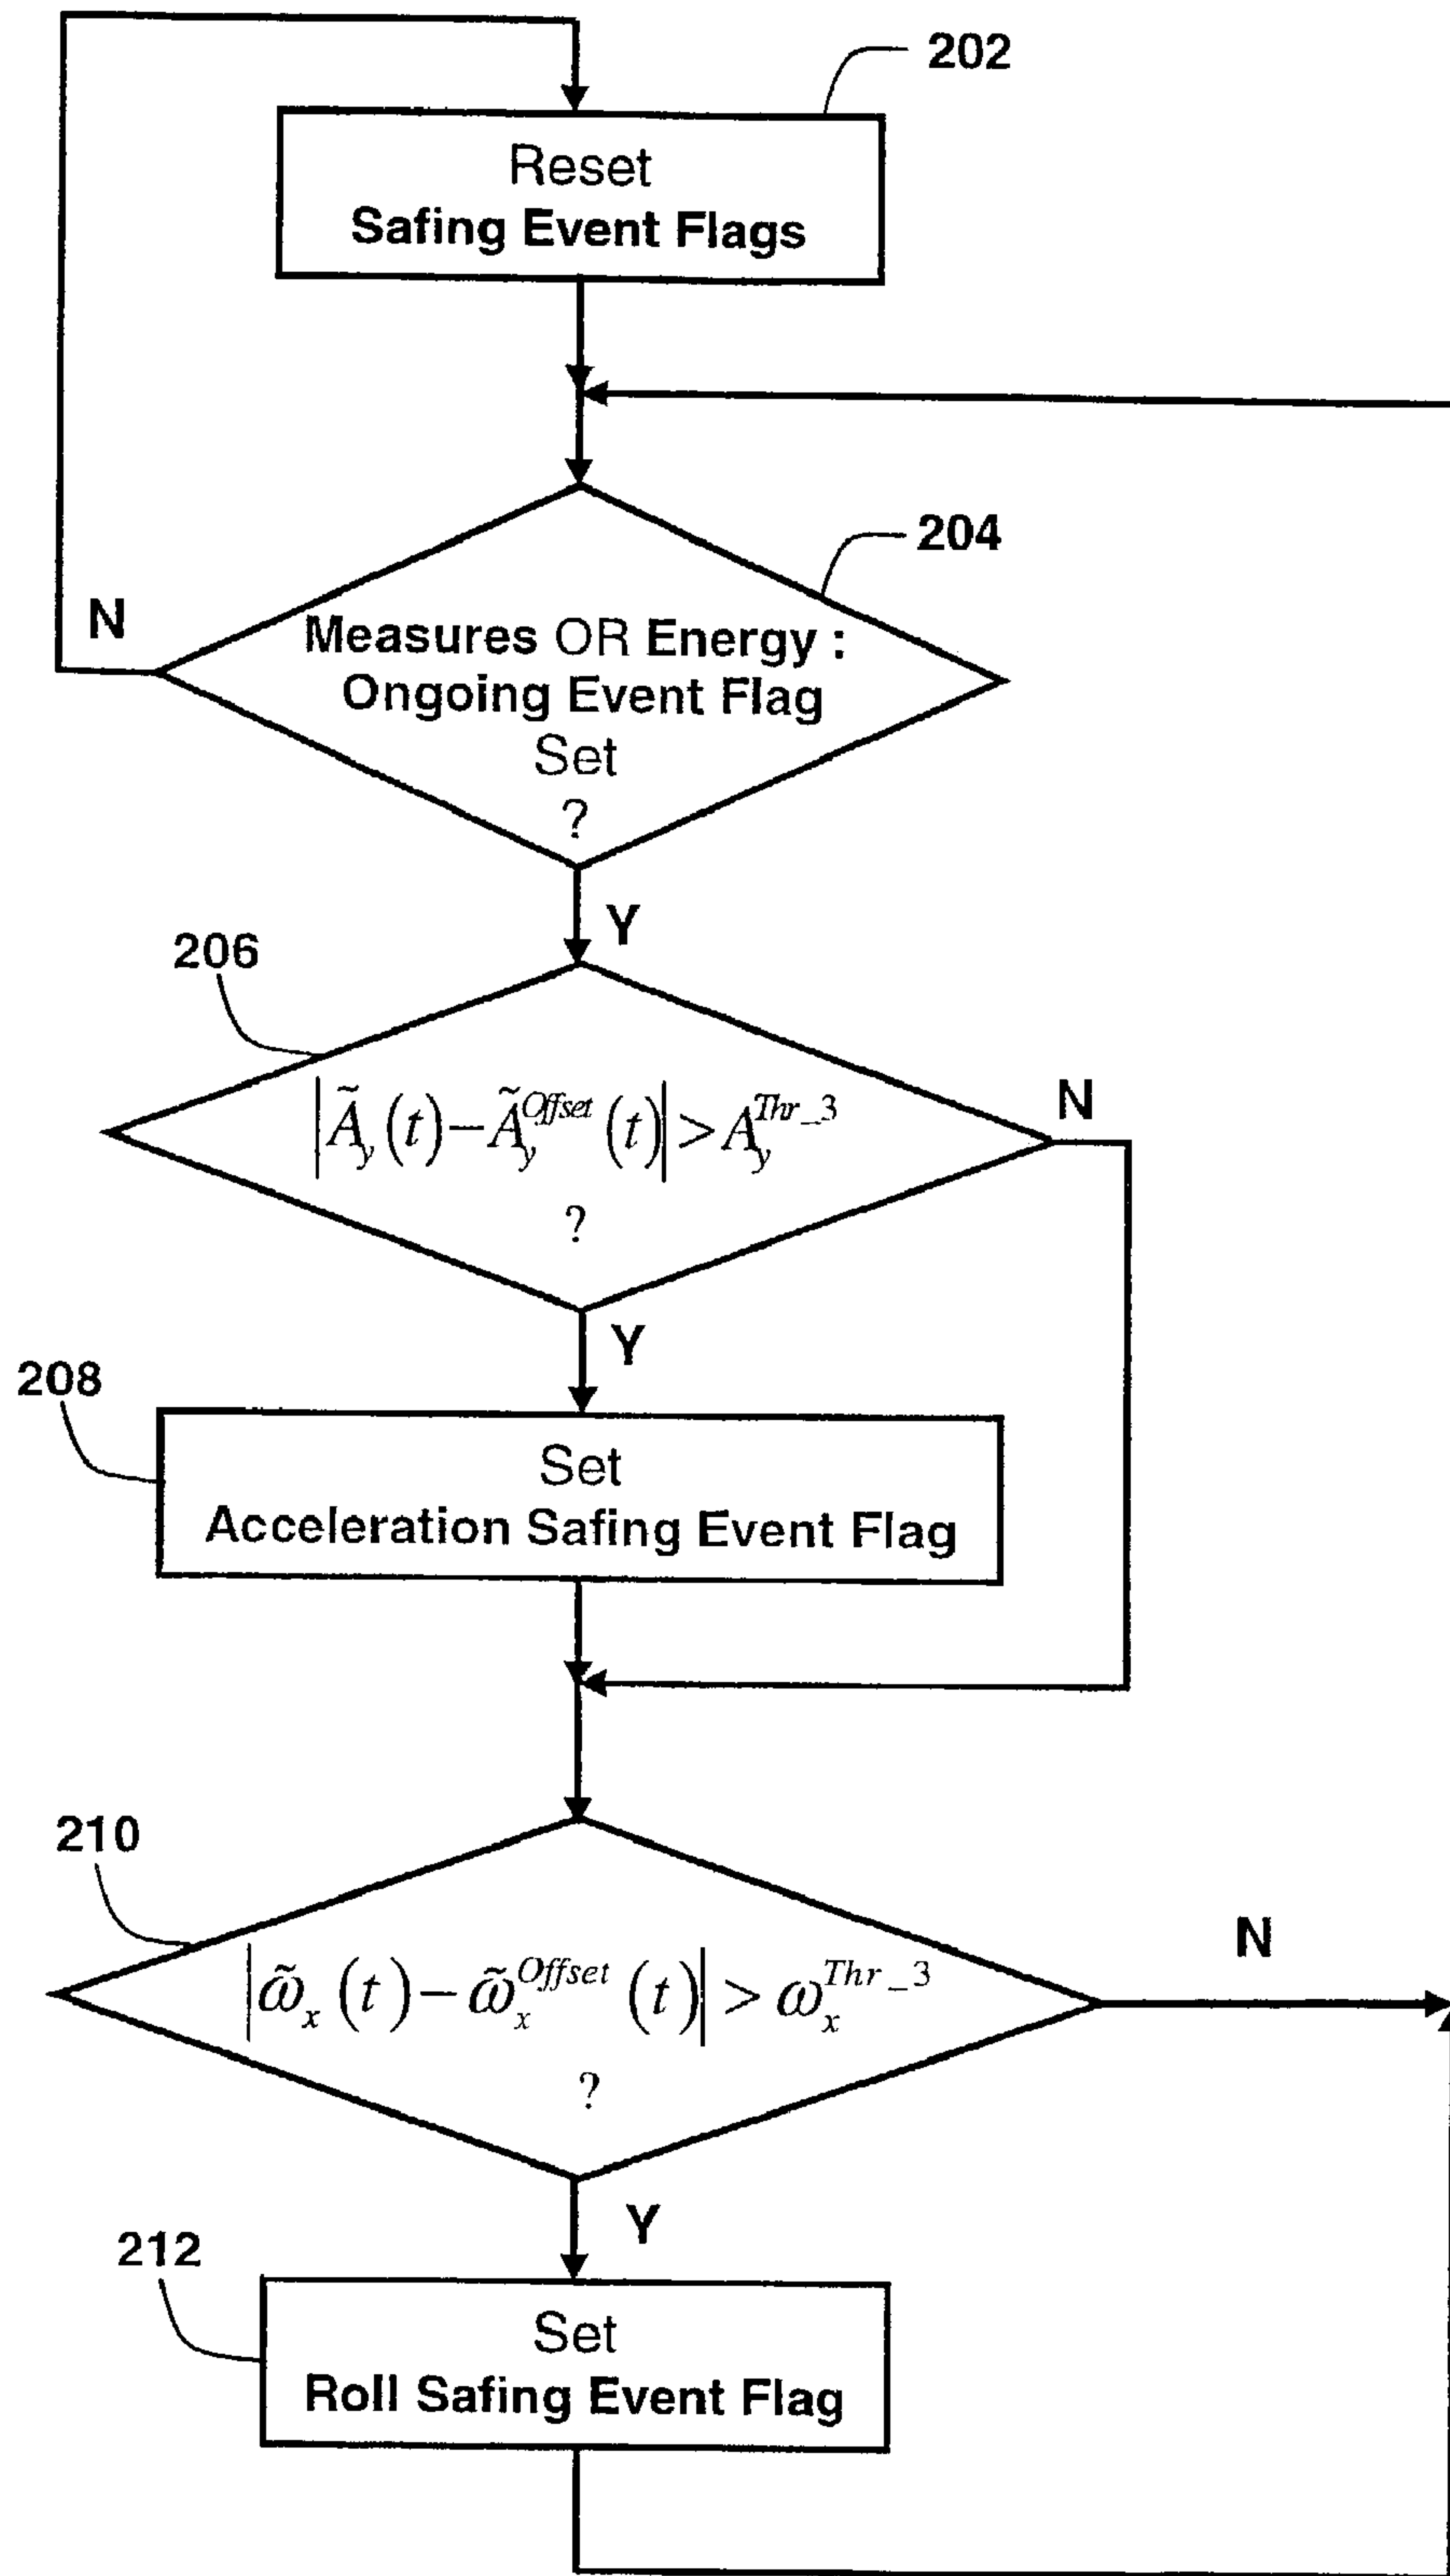 202
Reset
Safing Event Flags
204
N
Measures OR Energy :
Ongoing Event Flag
Set
?
Y
206
|Ã_y(t)−Ã_y^Offset(t)|>A_y^Thr_3
?
N
Y
208
Set
Acceleration Safing Event Flag
210
|ω̃_x(t)−ω̃_x^Offset(t)|>ω_x^Thr_3
?
N
Y
212
Set
Roll Safing Event Flag